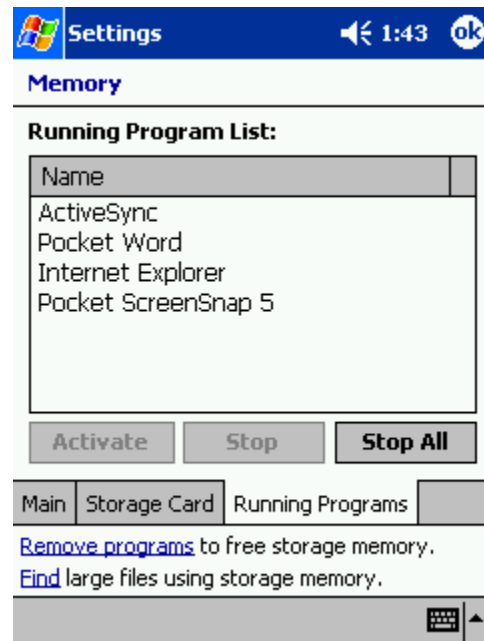 Settings 1:43 ok
Memory
Running Program List:
Name
ActiveSync
Pocket Word
Internet Explorer
Pocket ScreenSnap 5
Activate Stop Stop All
Main Storage Card Running Programs
Remove programs to free storage memory.
Find large files using storage memory.